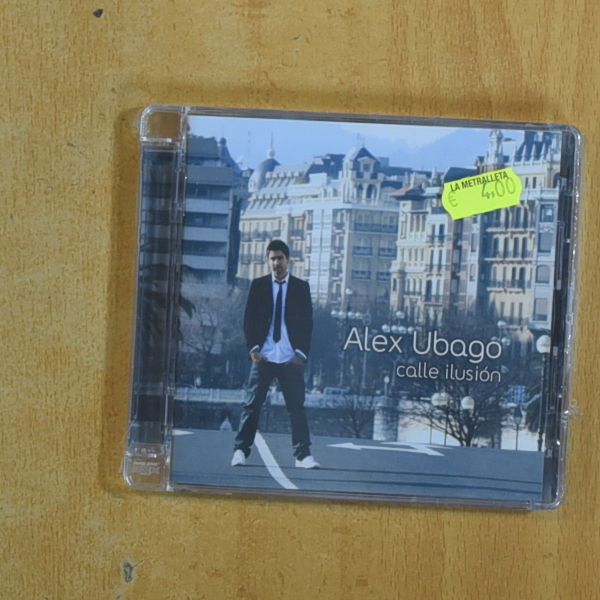 LA METRALLETA
€ 4,00
Alex Ubago
calle ilusión